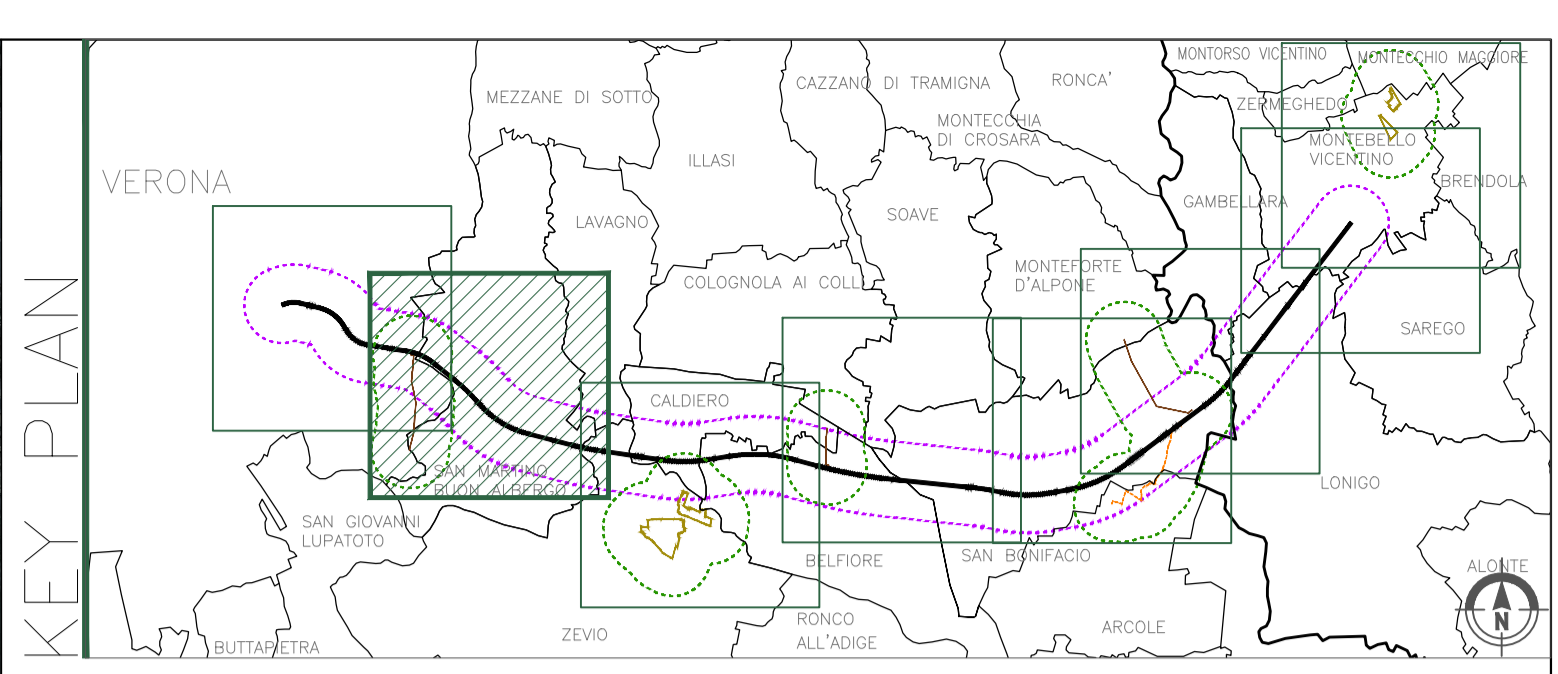 KEY PLAN
MONTORSO VICENTINO
MONTECCHIO MAGGIORE
MEZZANE DI SOTTO
CAZZANO DI TRAMIGNA
RONCA'
ZERMEGHEDO
MONTECCHIA
DI CROSARA
MONTEBELLO
VICENTINO
ILLASI
VERONA
BRENDOLA
GAMBELLARA
LAVAGNO
SOAVE
MONTEFORTE
D'ALPONE
COLOGNOLA AI COLLI
SAREGO
CALDIERO
SAN MARTINO
BUON ALBERGO
LONIGO
SAN GIOVANNI
LUPATOTO
BELFIORE
SAN BONIFACIO
ALONTE
RONCO
ALL'ADIGE
ZEVIO
ARCOLE
BUTTAPIETRA
N